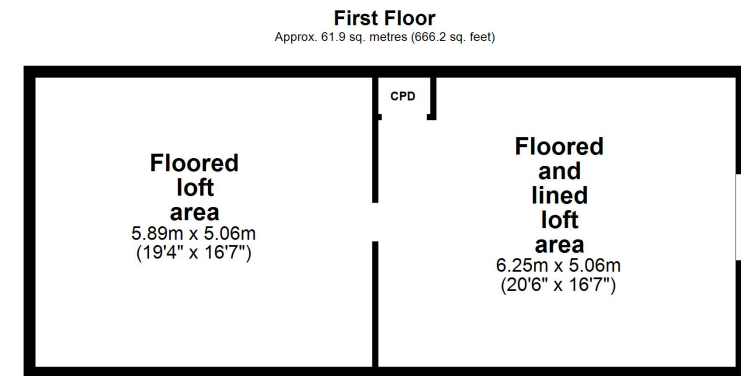 First Floor
Approx. 61.9 sq. metres (666.2 sq. feet)
CPD
Floored
loft
area
5.89m x 5.06m
(19'4" x 16'7")
Floored
and
lined
loft
area
6.25m x 5.06m
(20'6" x 16'7")